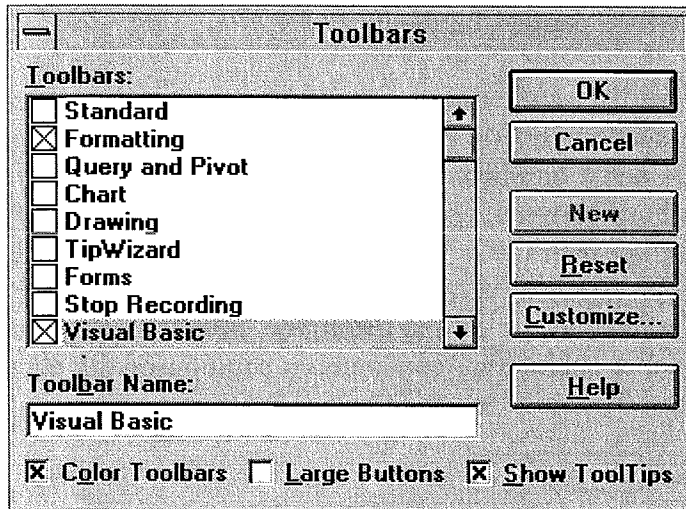 Toolbars
Toolbars:
Standard
Formatting
Query and Pivot
Chart
Drawing
TipWizard
Forms
Stop Recording
Visual Basic
OK
Cancel
New
Reset
Customize...
Help
Toolbar Name:
Visual Basic
Color Toolbars Large Buttons Show ToolTips